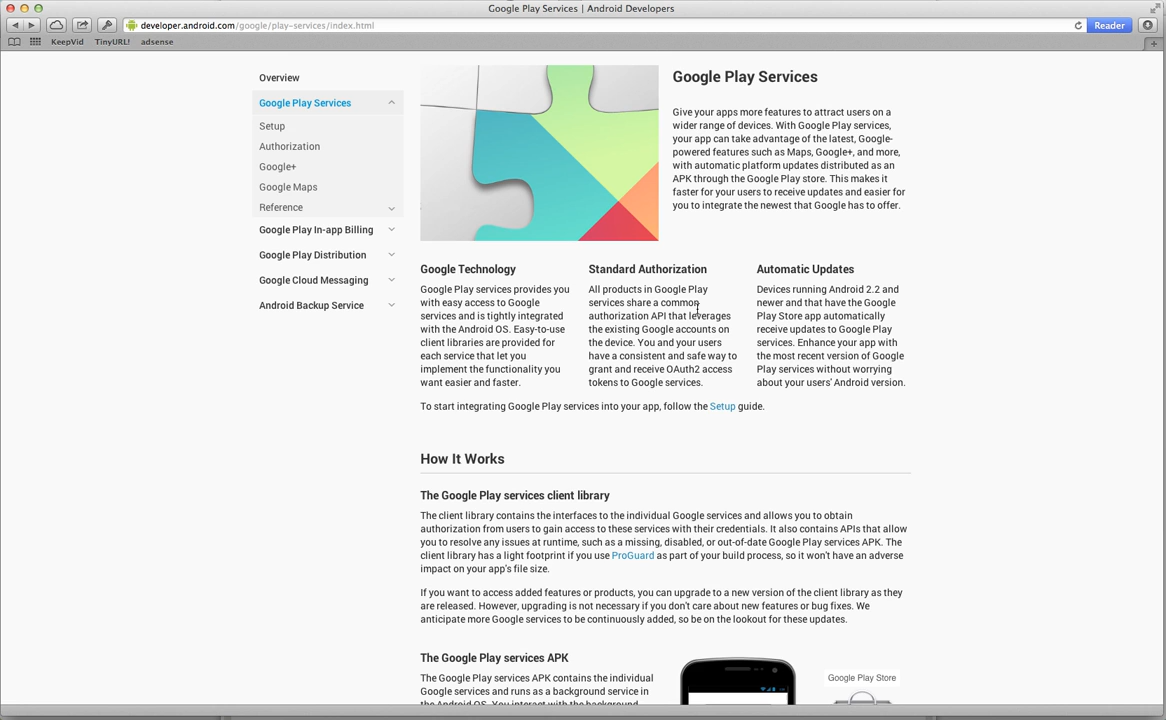 Google Play Services | Android Developers
developer.android.com/google/play-services/index.html
Reader
KeepVid
TinyURL!
adsense
Overview
Google Play Services
Setup
Authorization
Google+
Google Maps
Reference
Google Play In-app Billing
Google Play Distribution
Google Cloud Messaging
Android Backup Service
Google Play Services
Give your apps more features to attract users on a
wider range of devices. With Google Play services,
your app can take advantage of the latest, Google-
powered features such as Maps, Google+, and more,
with automatic platform updates distributed as an
APK through the Google Play store. This makes it
faster for your users to receive updates and easier for
you to integrate the newest that Google has to offer.
Google Technology
Google Play services provides you
with easy access to Google
services and is tightly integrated
with the Android OS. Easy-to-use
client libraries are provided for
each service that let you
implement the functionality you
want easier and faster.
Standard Authorization
All products in Google Play
services share a common
authorization API that leverages
the existing Google accounts on
the device. You and your users
have a consistent and safe way to
grant and receive OAuth2 access
tokens to Google services.
Automatic Updates
Devices running Android 2.2 and
newer and that have the Google
Play Store app automatically
receive updates to Google Play
services. Enhance your app with
the most recent version of Google
Play services without worrying
about your users' Android version.
To start integrating Google Play services into your app, follow the Setup guide.
How It Works
The Google Play services client library
The client library contains the interfaces to the individual Google services and allows you to obtain
authorization from users to gain access to these services with their credentials. It also contains APIs that allow
you to resolve any issues at runtime, such as a missing, disabled, or out-of-date Google Play services APK. The
client library has a light footprint if you use ProGuard as part of your build process, so it won't have an adverse
impact on your app's file size.
If you want to access added features or products, you can upgrade to a new version of the client library as they
are released. However, upgrading is not necessary if you don't care about new features or bug fixes. We
anticipate more Google services to be continuously added, so be on the lookout for these updates.
The Google Play services APK
The Google Play services APK contains the individual
Google services and runs as a background service in
the Android OS. You interact with the background
Google Play Store